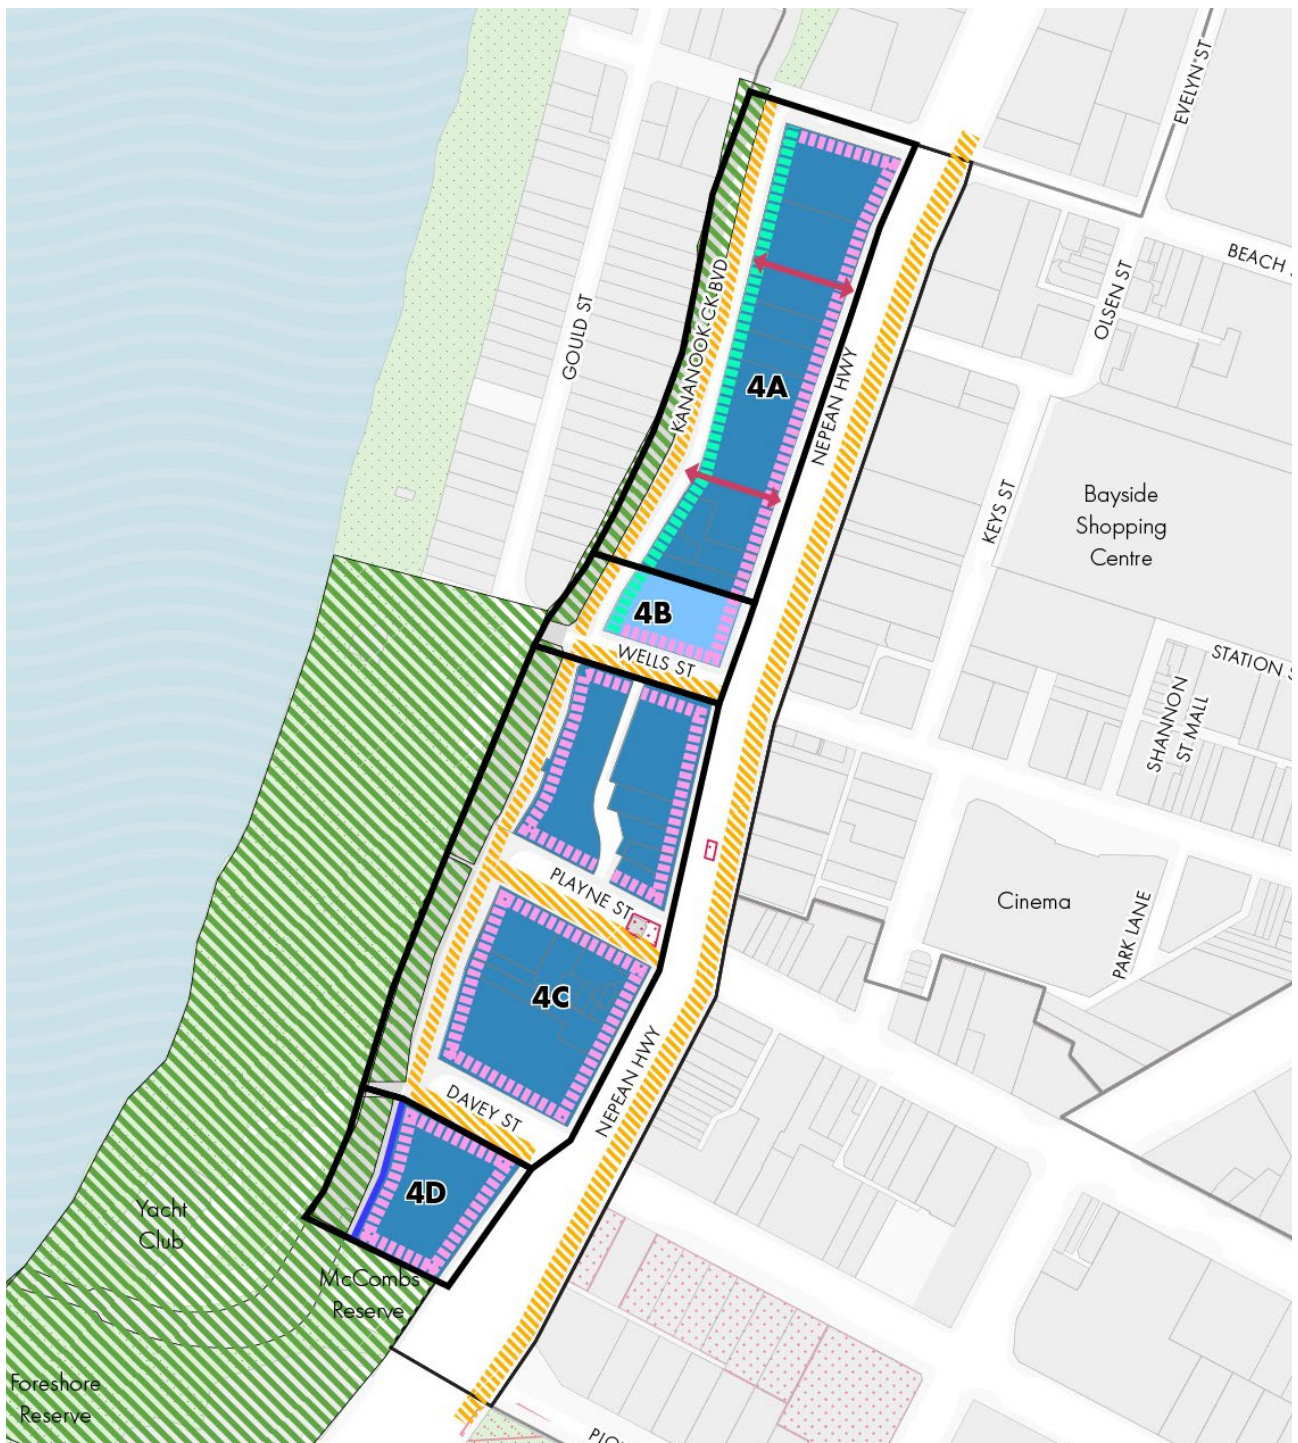 EVELYN ST
BEACH
OLSEN ST
GOULD ST
KANANOOK CK BVD
4A
NEPEAN HWY
KEYS ST
Bayside
Shopping
Centre
4B
WELLS ST
STATION S
SHANNON
ST MALL
PLAYNE ST
Cinema
PARK LANE
4C
NEPEAN HWY
DAVEY ST
4D
Yacht
Club
McCombs
Reserve
Foreshore
Reserve